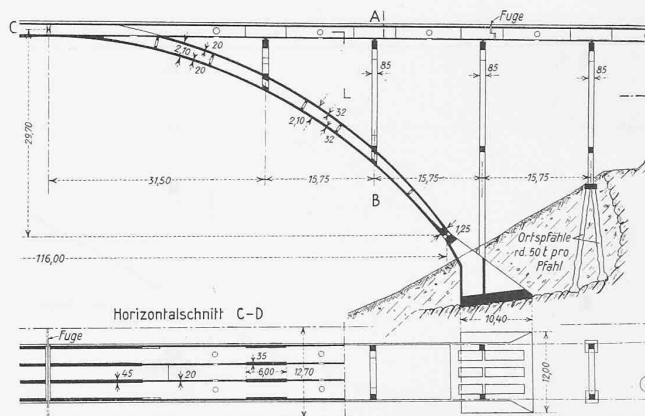 A
Fuge
C
20
2,10
20
85
85
85
L
32
2,10
32
29,70
31,50
15,75
15,75
15,75
B
1,25
116,00
Ortspfähle
rd. 50 t pro
Pfahl
Horizontalschnitt C-D
10,40
Fuge
35
45
20
6,00
12,70
12,00